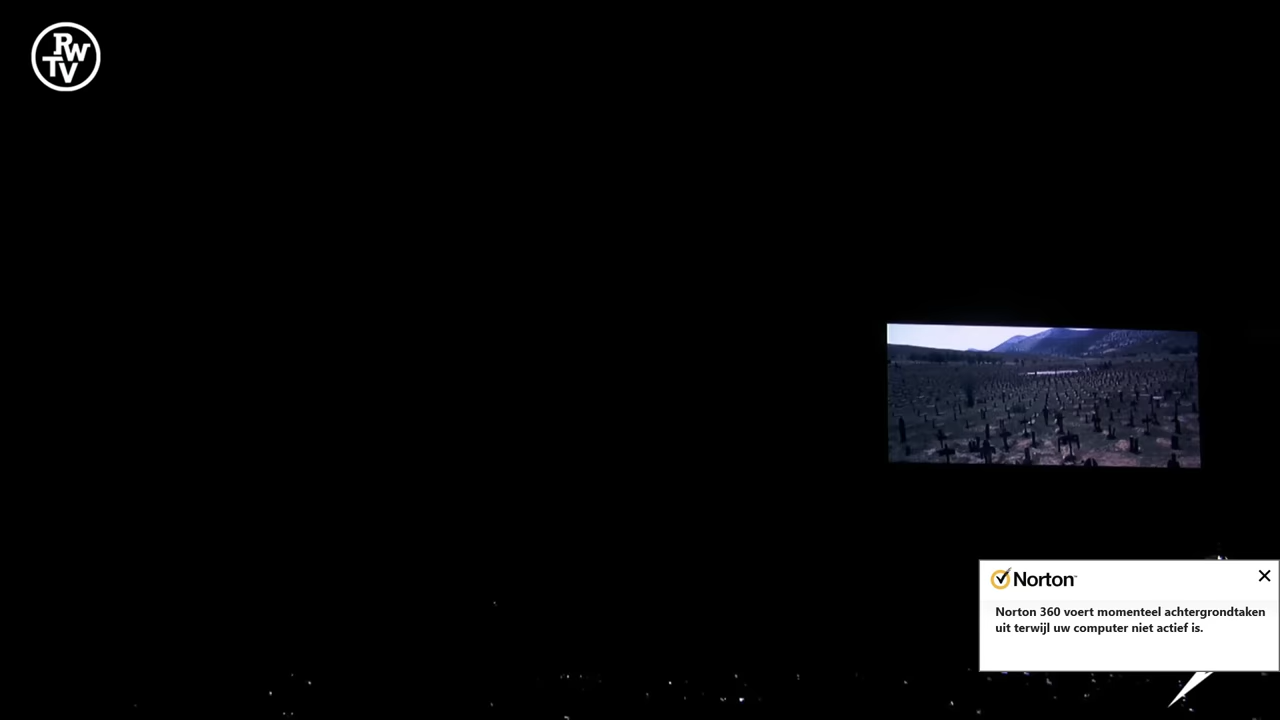 RW
TV
Norton
Norton 360 voert momenteel achtergrondtaken
uit terwijl uw computer niet actief is.